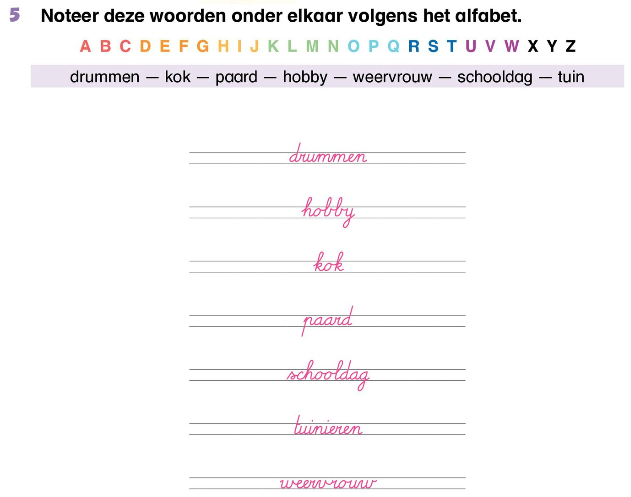 5 Noteer deze woorden onder elkaar volgens het alfabet.
A B C D E F G H I J K L M N O P Q R S T U V W X Y Z
drummen — kok — paard — hobby — weervrouw — schooldag — tuin
drummen
hobby
kok
paard
schooldag
tuinieren
weervrouw